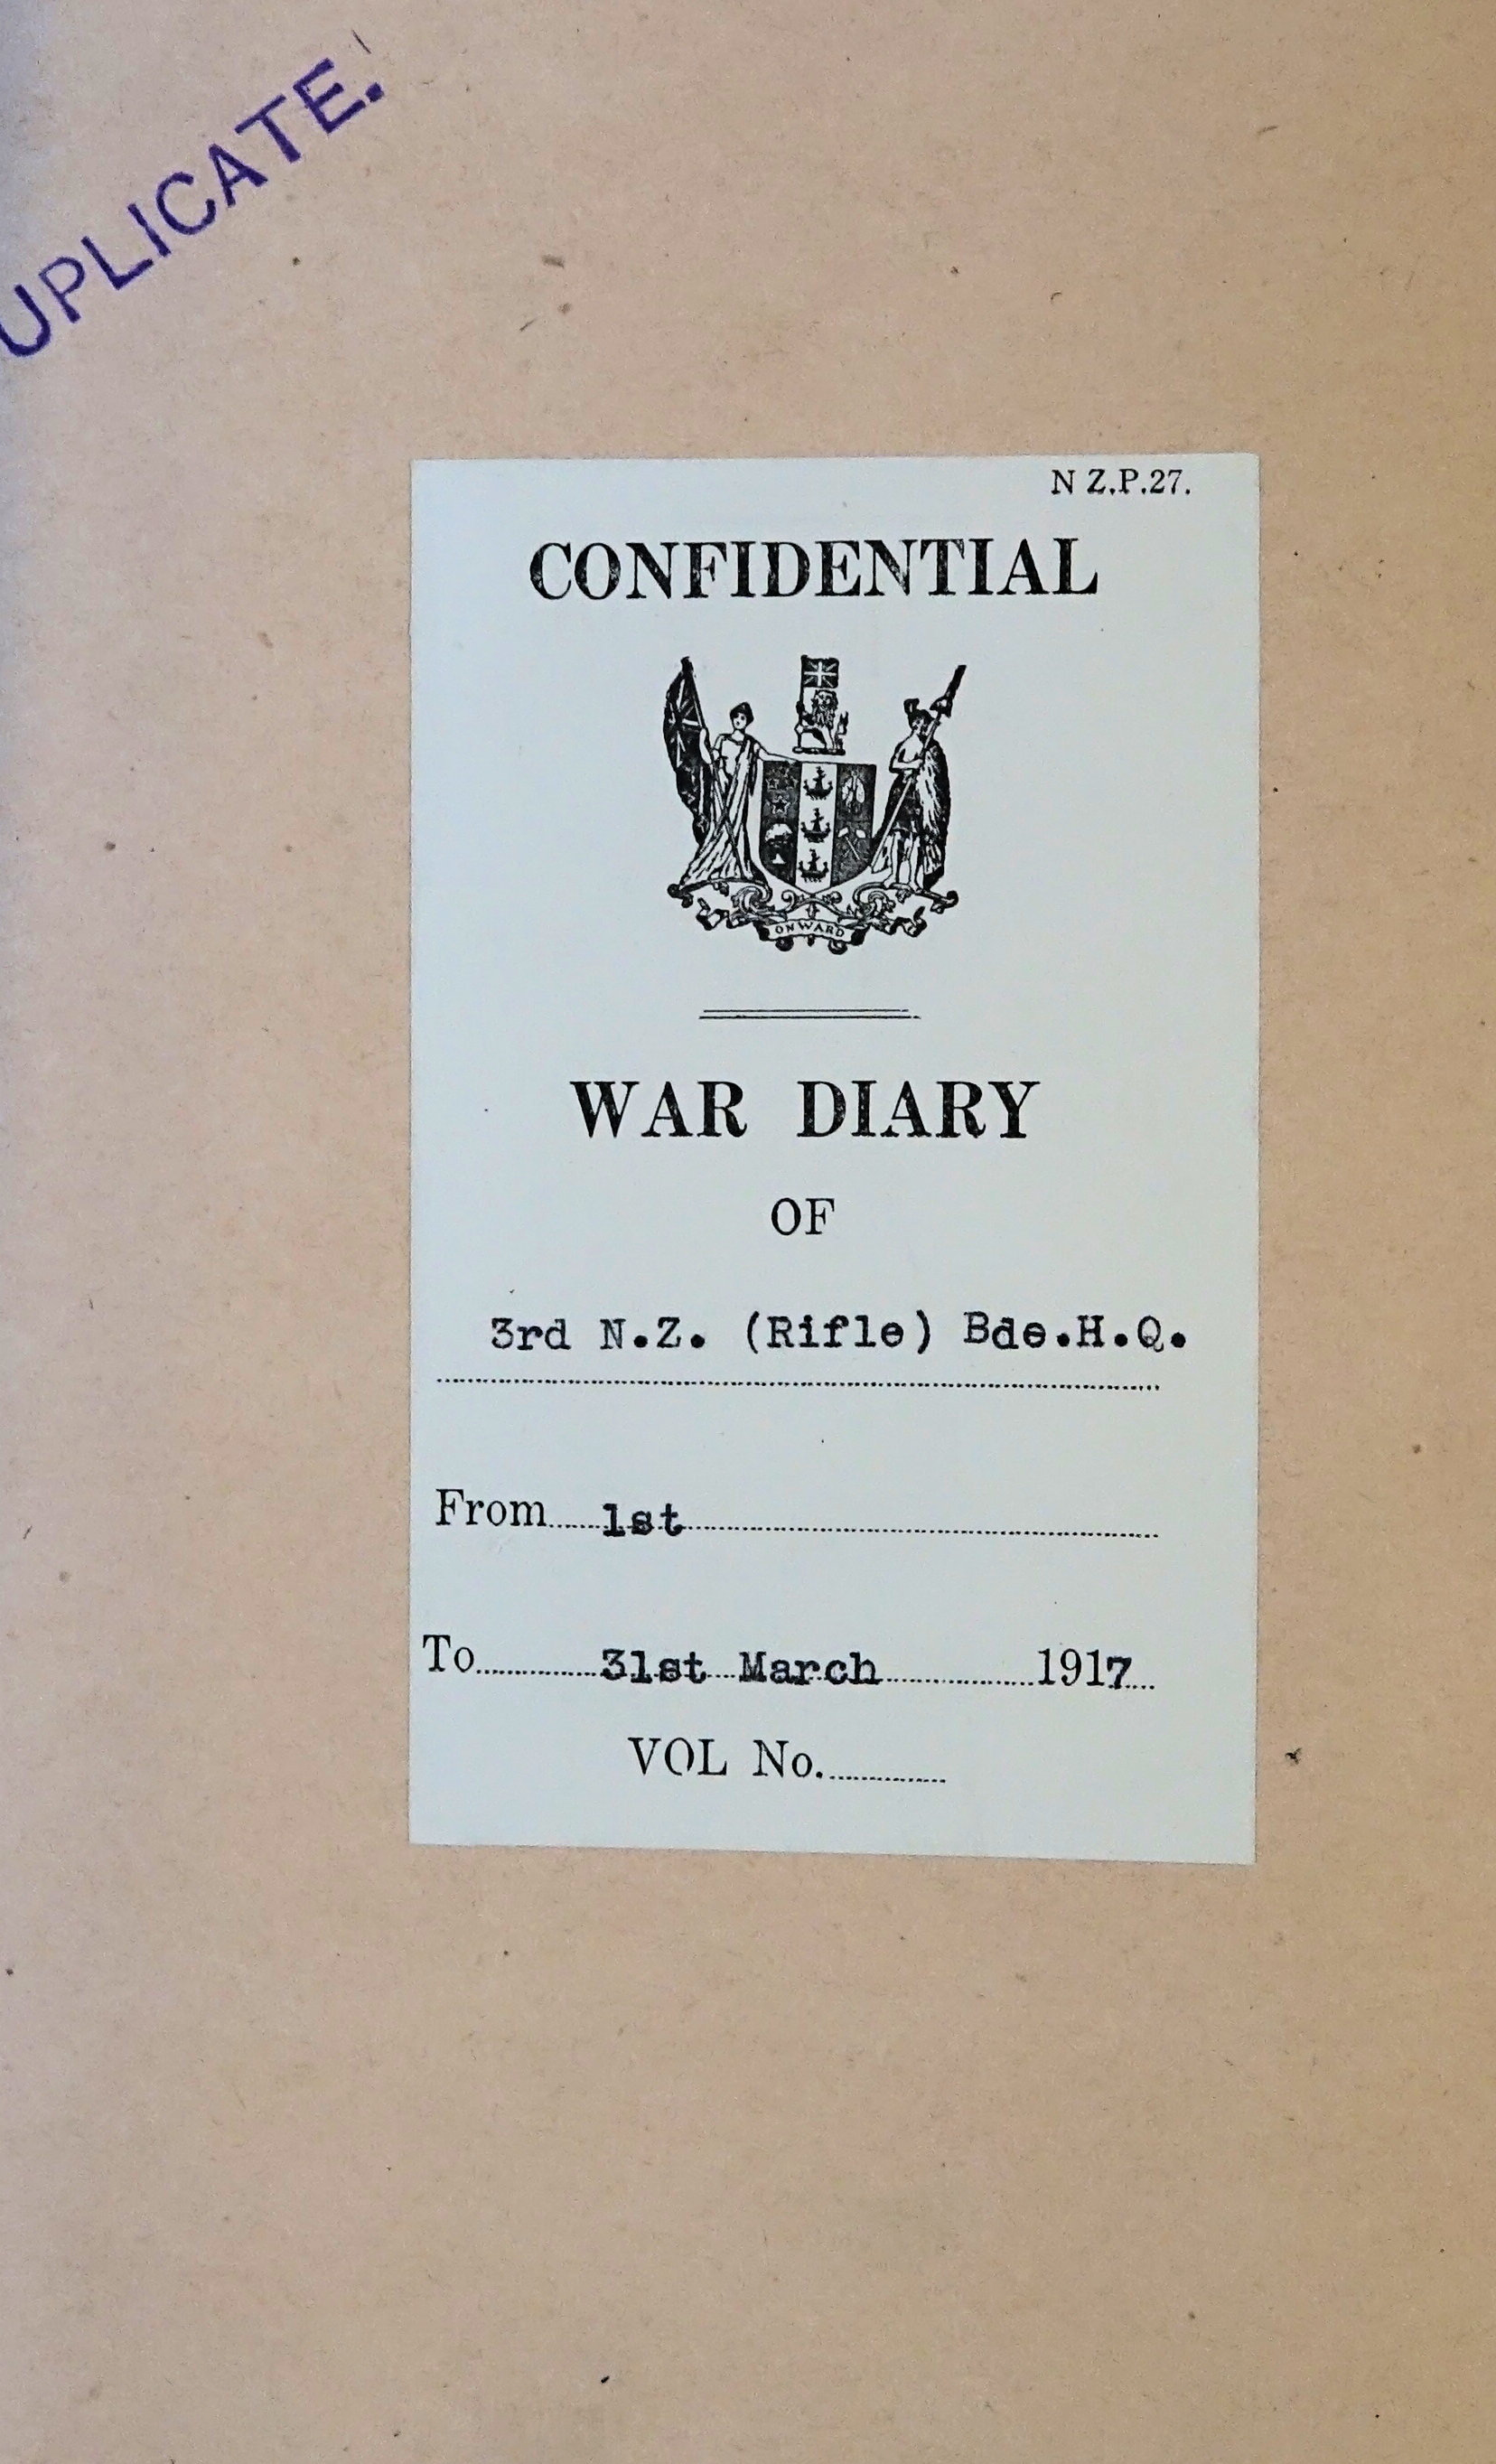 UPLICATE.
N Z.P.27.
CONFIDENTIAL
ONWARD
WAR DIARY
OF
3rd N.Z. (Rifle) Bde.H.Q.
From 1st
To 31st March 1917
VOL No.